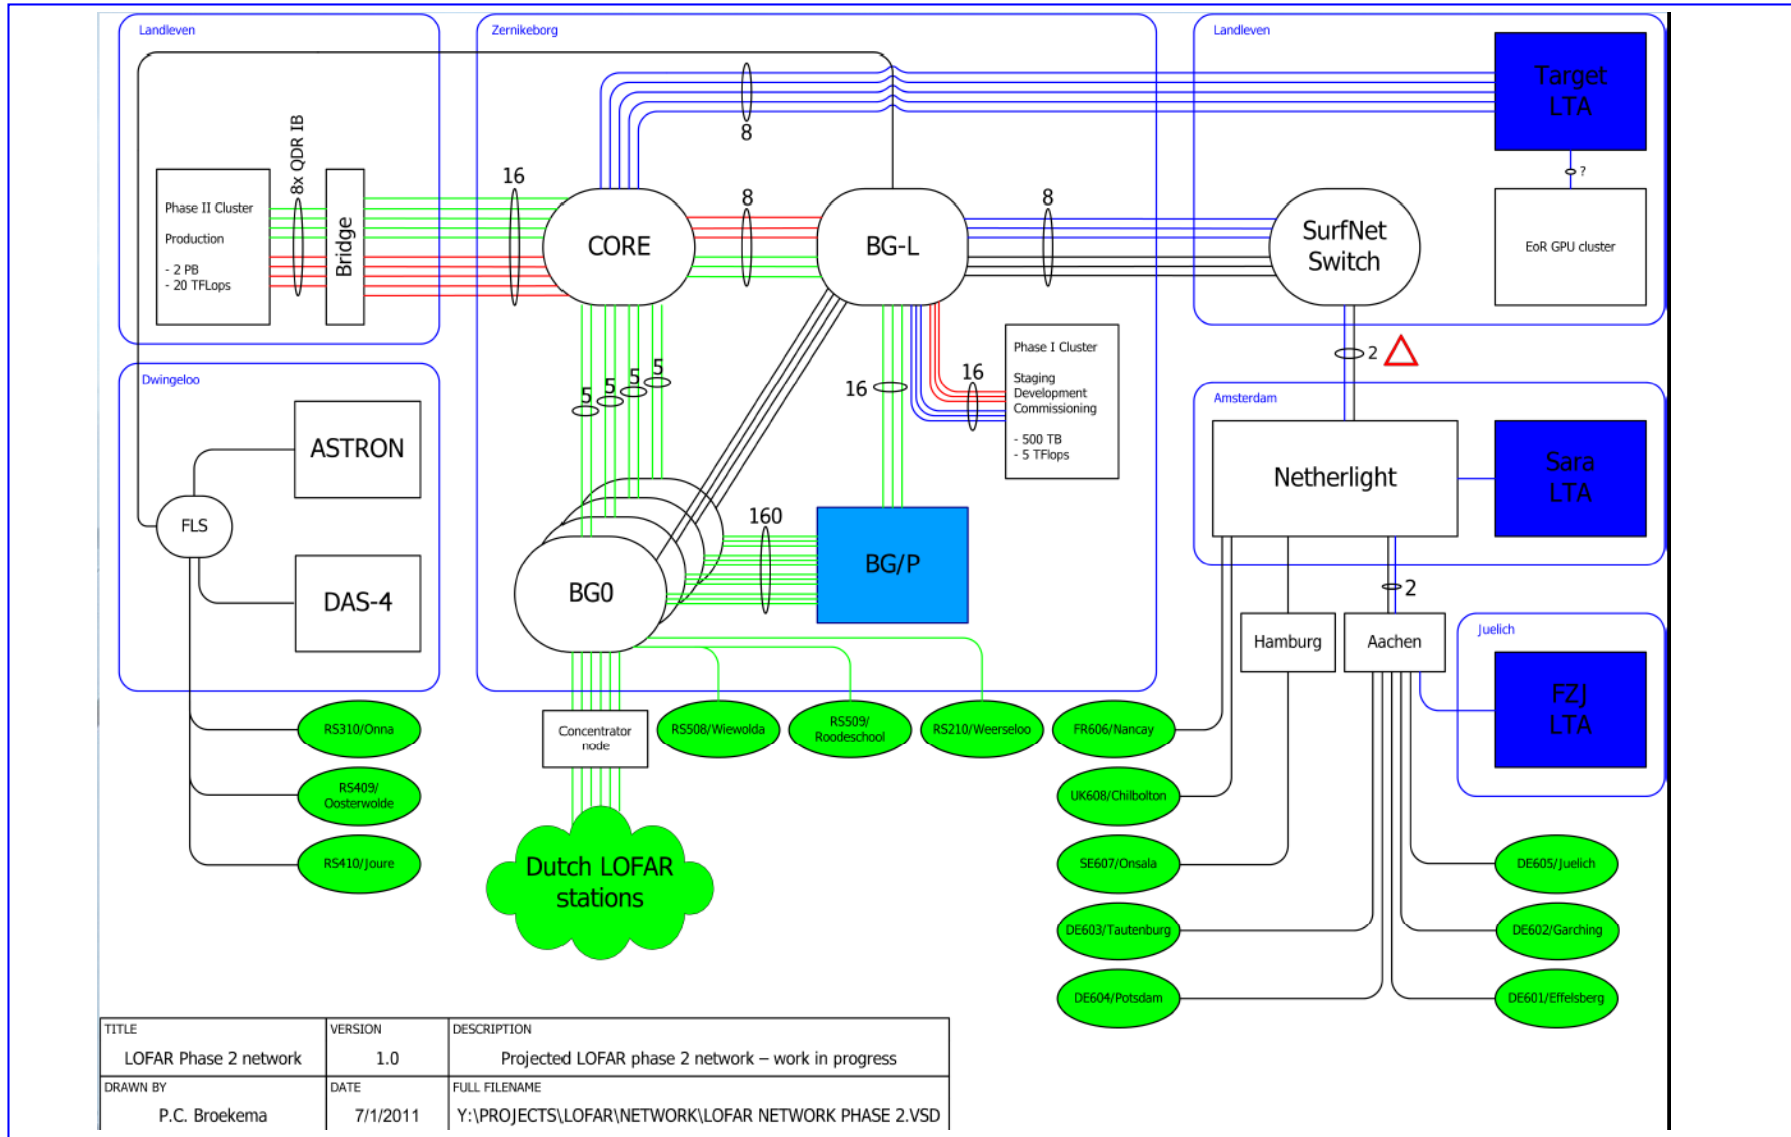 Landleven
Zernikeborg
Landleven
Target
LTA
8
8x QDR IB
16
8
8
?
Phase II Cluster
Production
- 2 PB
- 20 TFLops
Bridge
CORE
BG-L
SurfNet
Switch
EoR GPU cluster
2
Phase I Cluster
Staging
Development
Commissioning
- 500 TB
- 5 TFlops
5
5
5
5
16
16
Dwingeloo
Amsterdam
ASTRON
FLS
DAS-4
Netherlight
Sara
LTA
160
BG/P
BG0
2
Hamburg
Aachen
Juelich
FZJ
LTA
RS310/Onna
RS409/
Oosterwolde
RS410/Joure
Concentrator
node
RS508/Wiewolda
RS509/
Roodeschool
RS210/Weerseloo
FR606/Nancay
UK608/Chilbolton
SE607/Onsala
DE603/Tautenburg
DE604/Potsdam
DE605/Juelich
DE602/Garching
DE601/Effelsberg
Dutch LOFAR
stations
TITLE
LOFAR Phase 2 network
VERSION
1.0
DESCRIPTION
Projected LOFAR phase 2 network – work in progress
DRAWN BY
P.C. Broekema
DATE
7/1/2011
FULL FILENAME
Y:\PROJECTS\LOFAR\NETWORK\LOFAR NETWORK PHASE 2.VSD